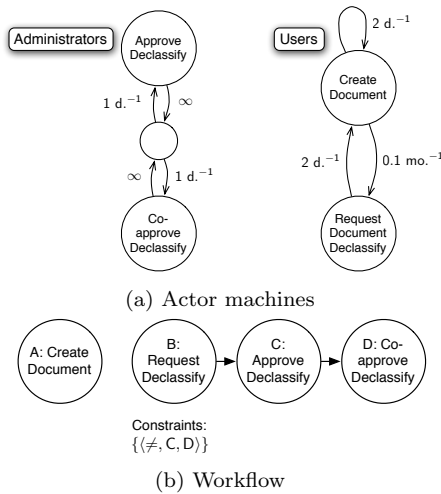 Administrators
Approve
Declassify
1 d.⁻¹
∞
∞
1 d.⁻¹
Co-
approve
Declassify
Users
2 d.⁻¹
Create
Document
2 d.⁻¹
0.1 mo.⁻¹
Request
Document
Declassify
(a) Actor machines
A: Create
Document
B:
Request
Declassify
C:
Approve
Declassify
D: Co-
approve
Declassify
Constraints:
{⟨≠, C, D⟩}
(b) Workflow